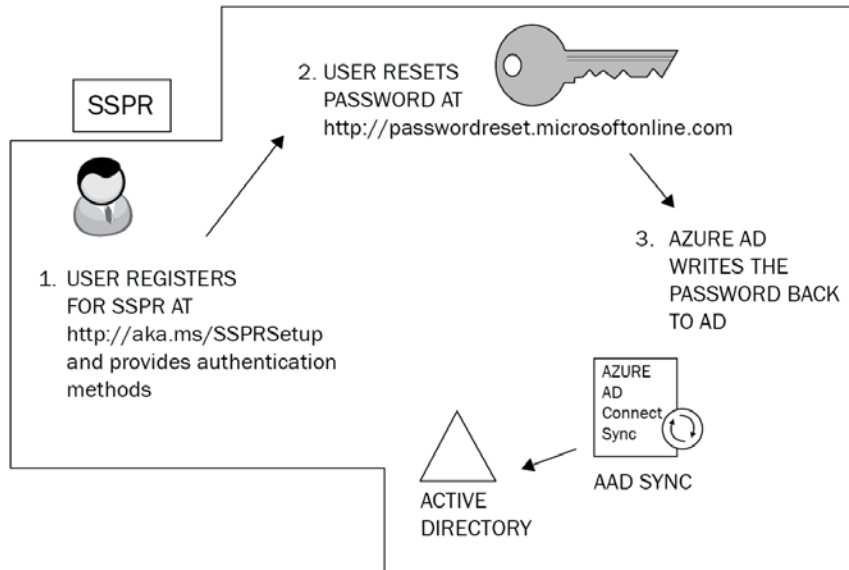 SSPR
2. USER RESETS
PASSWORD AT
http://passwordreset.microsoftonline.com
1. USER REGISTERS
FOR SSPR AT
http://aka.ms/SSPRSetup
and provides authentication
methods
3. AZURE AD
WRITES THE
PASSWORD BACK
TO AD
AZURE
AD
Connect
Sync
AAD SYNC
ACTIVE
DIRECTORY